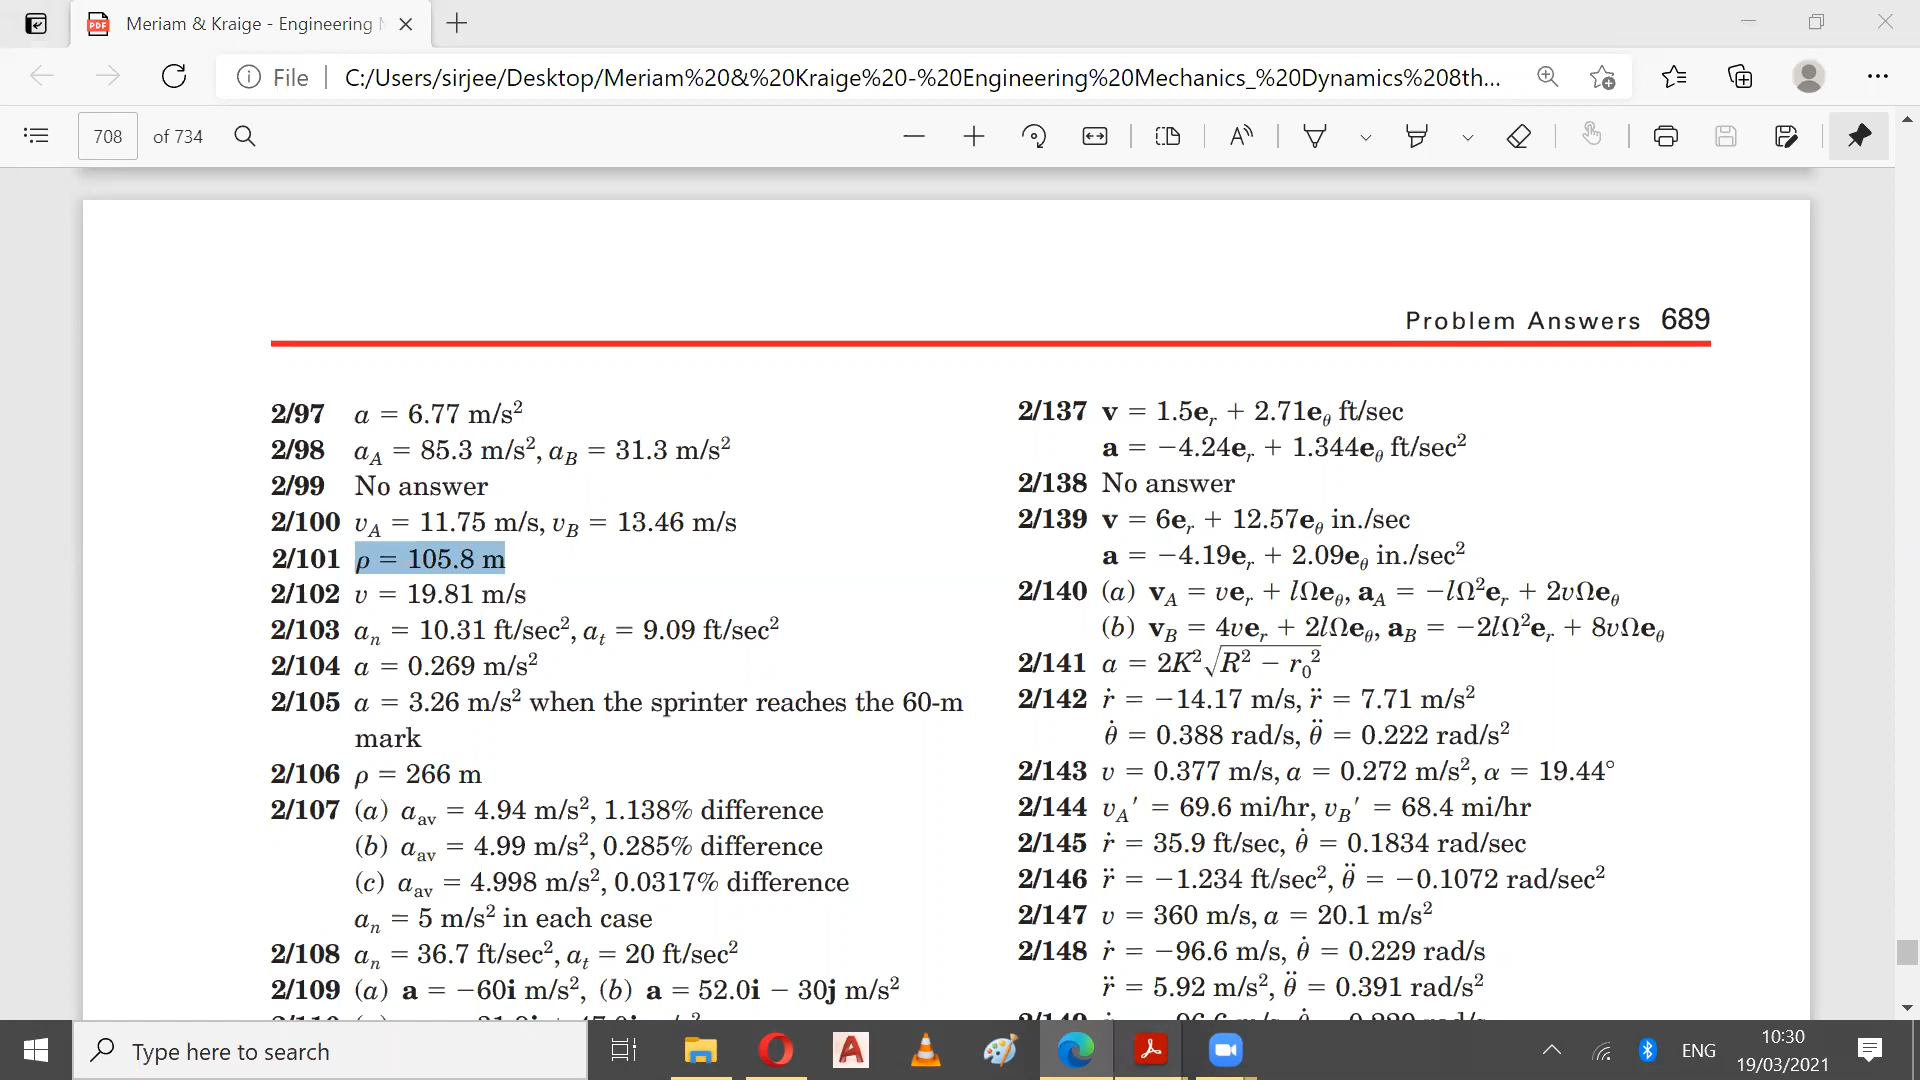 Meriam & Kraige - Engineering
File
C:/Users/sirjee/Desktop/Meriam%20&%20Kraige%20-%20Engineering%20Mechanics_%20Dynamics%208th...
708 of 734
Problem Answers 689
2/97 a = 6.77 m/s²
2/98 a_A = 85.3 m/s², a_B = 31.3 m/s²
2/99 No answer
2/100 v_A = 11.75 m/s, v_B = 13.46 m/s
2/101 ρ = 105.8 m
2/102 v = 19.81 m/s
2/103 a_n = 10.31 ft/sec², a_t = 9.09 ft/sec²
2/104 a = 0.269 m/s²
2/105 a = 3.26 m/s² when the sprinter reaches the 60-m
mark
2/106 ρ = 266 m
2/107 (a) a_av = 4.94 m/s², 1.138% difference
(b) a_av = 4.99 m/s², 0.285% difference
(c) a_av = 4.998 m/s², 0.0317% difference
a_n = 5 m/s² in each case
2/108 a_n = 36.7 ft/sec², a_t = 20 ft/sec²
2/109 (a) a = −60i m/s², (b) a = 52.0i − 30j m/s²
2/137 v = 1.5e_r + 2.71e_θ ft/sec
a = −4.24e_r + 1.344e_θ ft/sec²
2/138 No answer
2/139 v = 6e_r + 12.57e_θ in./sec
a = −4.19e_r + 2.09e_θ in./sec²
2/140 (a) v_A = ve_r + lΩe_θ, a_A = −lΩ²e_r + 2vΩe_θ
(b) v_B = 4ve_r + 2lΩe_θ, a_B = −2lΩ²e_r + 8vΩe_θ
2/141 a = 2K²√(R² − r₀²)
2/142 ṙ = −14.17 m/s, r̈ = 7.71 m/s²
θ̇ = 0.388 rad/s, θ̈ = 0.222 rad/s²
2/143 v = 0.377 m/s, a = 0.272 m/s², α = 19.44°
2/144 v_A′ = 69.6 mi/hr, v_B′ = 68.4 mi/hr
2/145 ṙ = 35.9 ft/sec, θ̇ = 0.1834 rad/sec
2/146 r̈ = −1.234 ft/sec², θ̈ = −0.1072 rad/sec²
2/147 v = 360 m/s, a = 20.1 m/s²
2/148 ṙ = −96.6 m/s, θ̇ = 0.229 rad/s
r̈ = 5.92 m/s², θ̈ = 0.391 rad/s²
Type here to search
ENG
10:30
19/03/2021